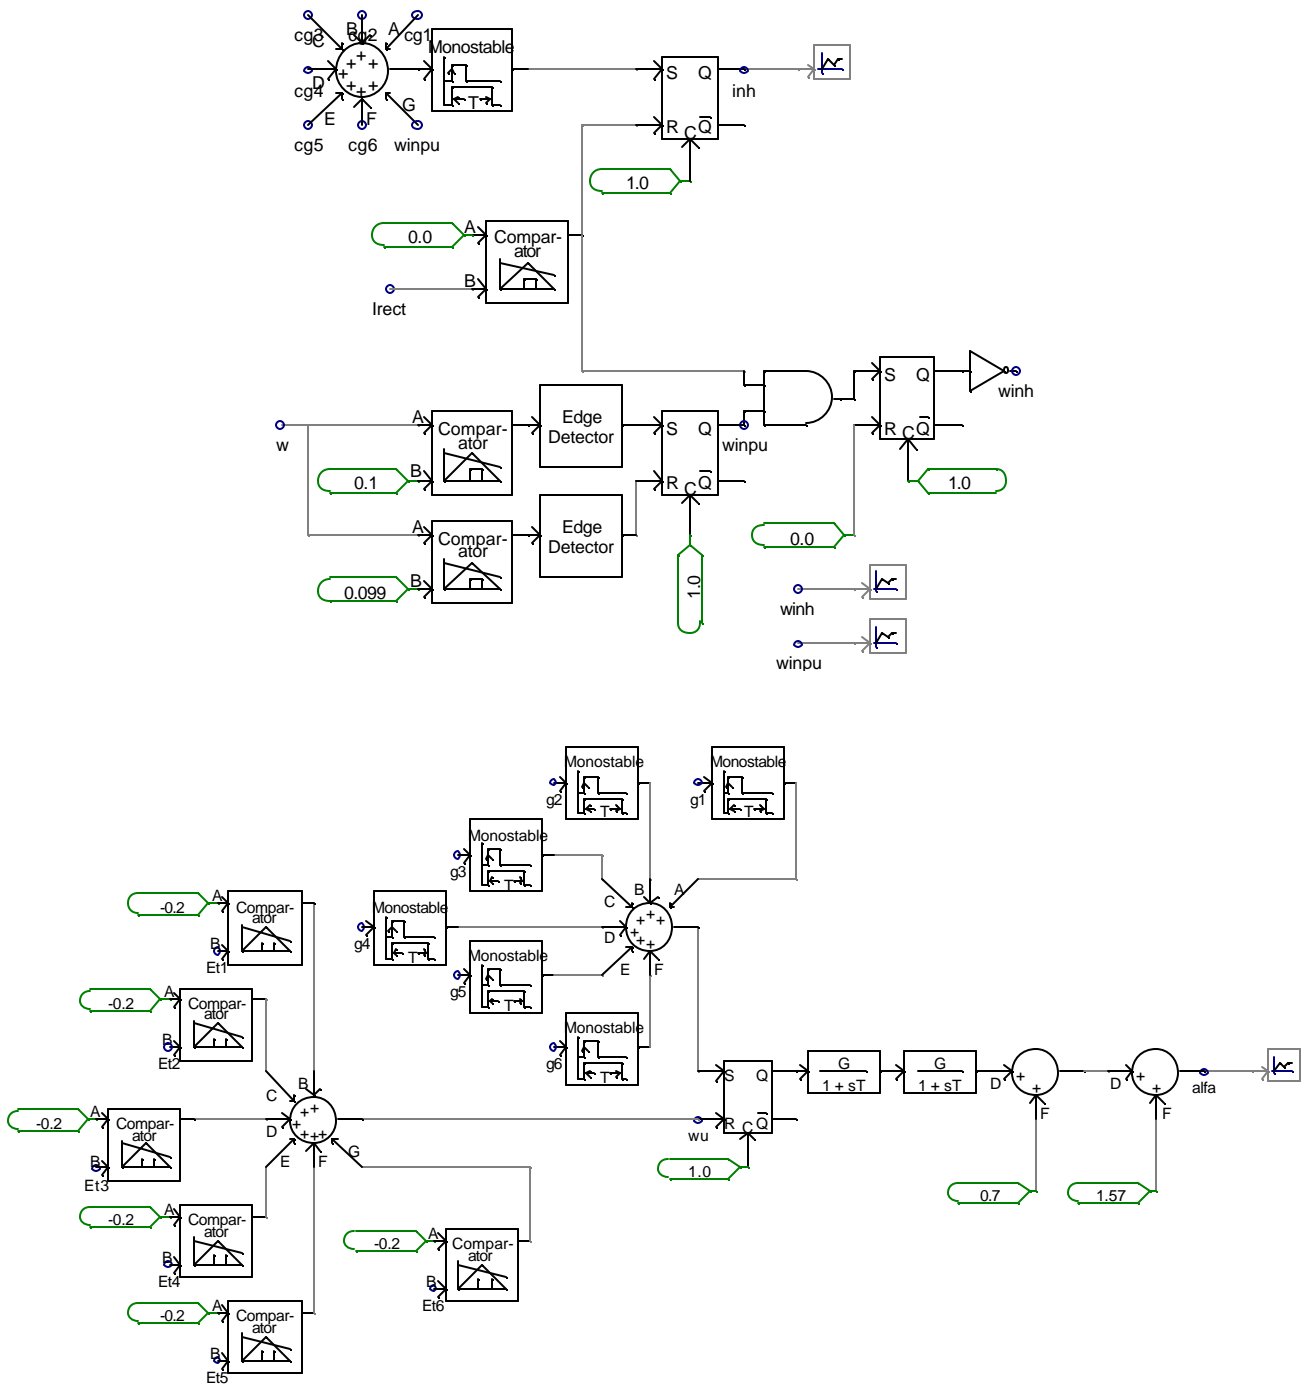 cg3 cg2 cg1
C B A
Monostable
T
cg4
D
E F G
cg5 cg6 winpu
S Q
inh
R C Q
1.0
0.0
A
Compar-
ator
B
Irect
w
A
Compar-
ator
B
0.1
Edge
Detector
S Q
winpu
R C Q
S Q
winh
R C Q
1.0
A
Compar-
ator
B
0.099
Edge
Detector
1.0
0.0
winh
winpu
Monostable
T
g2
Monostable
T
g1
Monostable
T
g3
B A
C
Monostable
T
g4
D
Monostable
T
g5
E F
Monostable
T
g6
-0.2
A
Compar-
ator
B
Et1
-0.2
A
Compar-
ator
B
Et2
B
C
-0.2
A
Compar-
ator
B
Et3
D
E F G
-0.2
A
Compar-
ator
B
Et4
-0.2
A
Compar-
ator
B
Et6
-0.2
A
Compar-
ator
B
Et5
S Q
wu
R C Q
1.0
G
1 + sT
G
1 + sT
D
F
0.7
D
F
alfa
1.57